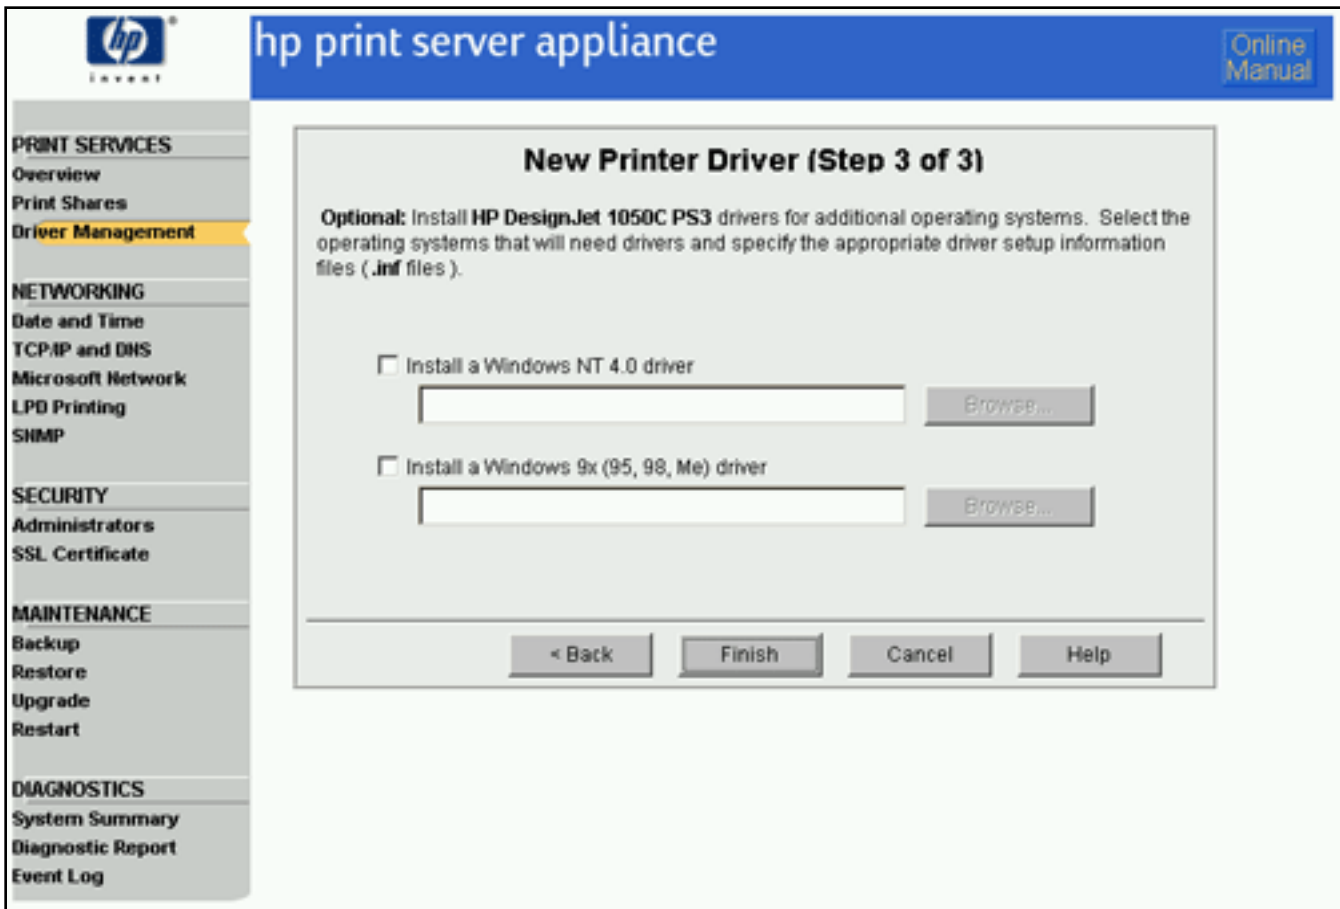 hp
invent
hp print server appliance
Online
Manual
PRINT SERVICES
Overview
Print Shares
Driver Management
NETWORKING
Date and Time
TCP/IP and DNS
Microsoft Network
LPD Printing
SNMP
SECURITY
Administrators
SSL Certificate
MAINTENANCE
Backup
Restore
Upgrade
Restart
DIAGNOSTICS
System Summary
Diagnostic Report
Event Log
New Printer Driver (Step 3 of 3)
Optional: Install HP DesignJet 1050C PS3 drivers for additional operating systems. Select the
operating systems that will need drivers and specify the appropriate driver setup information
files ( .inf files ).
Install a Windows NT 4.0 driver
Browse...
Install a Windows 9x (95, 98, Me) driver
Browse...
< Back
Finish
Cancel
Help